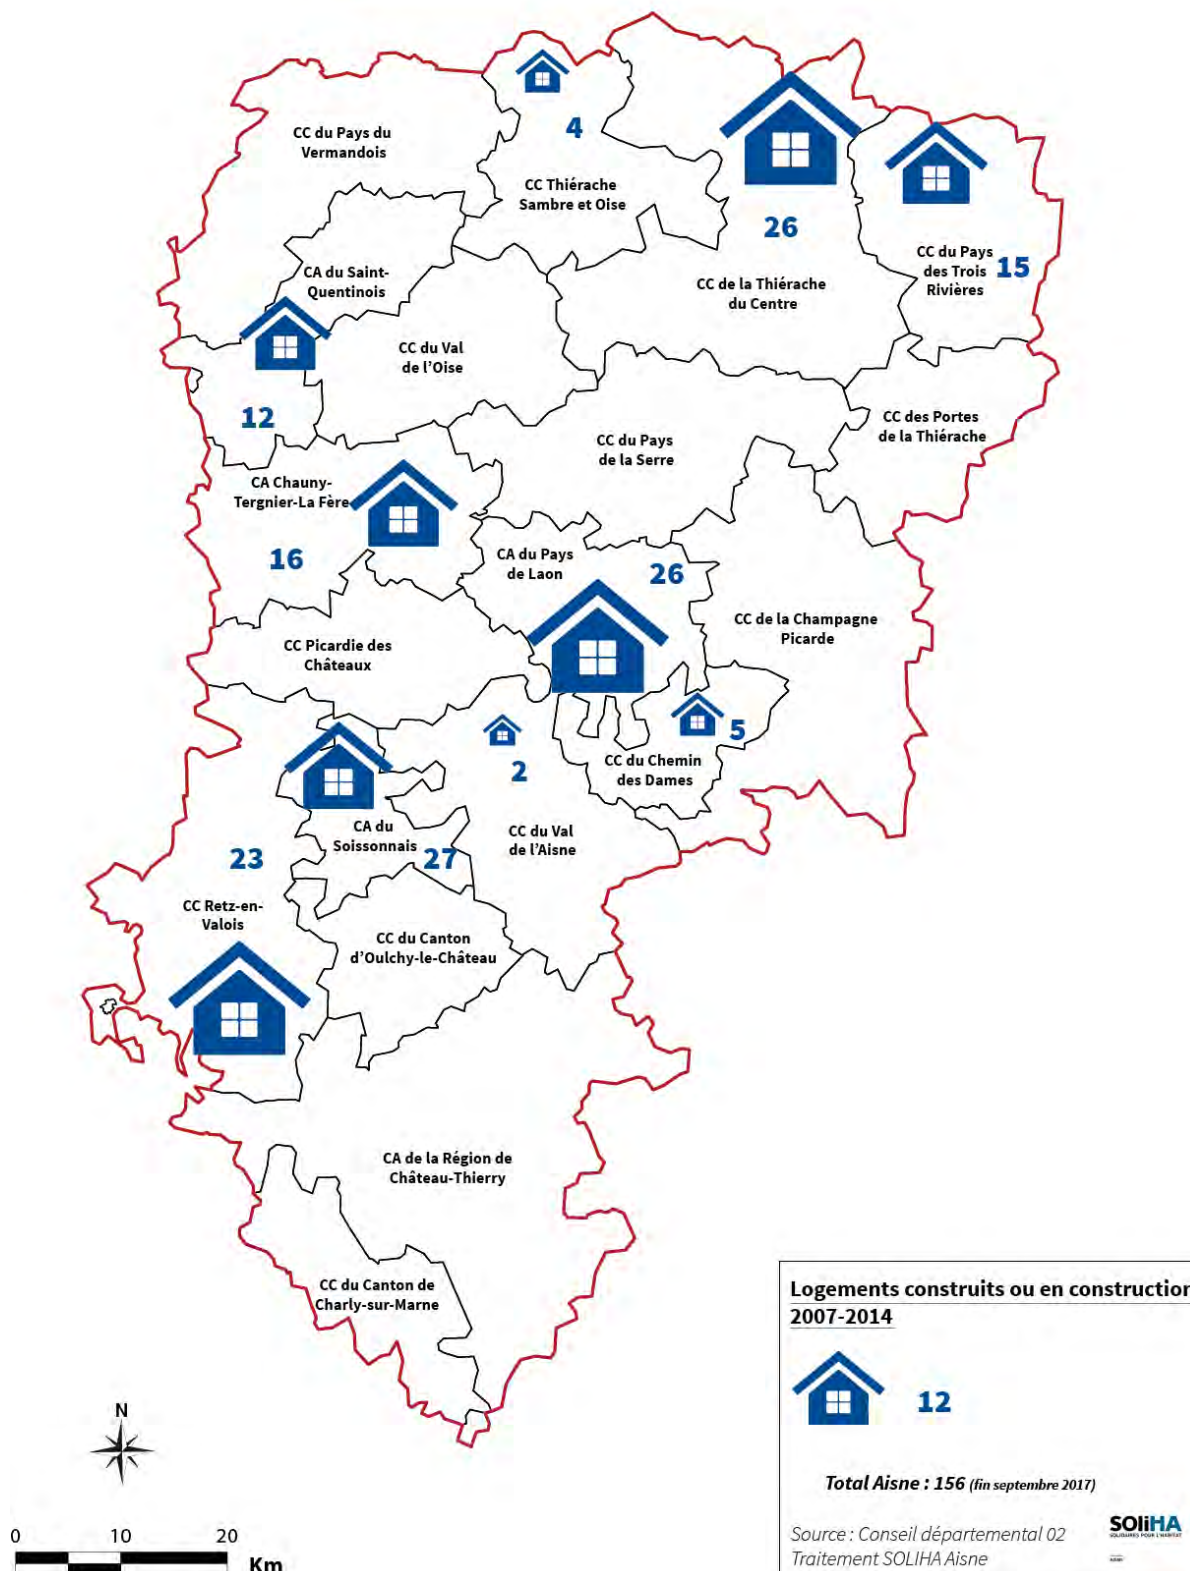 4
CC du Pays du
Vermandois
CC Thiérache
Sambre et Oise
26
CC de la Thiérache
du Centre
CC du Pays
des Trois
Rivières
15
CA du Saint-
Quentinois
CC du Val
de l'Oise
12
CC des Portes
de la Thiérache
CC du Pays
de la Serre
CA Chauny-
Tergnier-La Fère
16
CA du Pays
de Laon
26
CC de la Champagne
Picarde
CC Picardie des
Châteaux
5
CC du Chemin
des Dames
2
CC du Val
de l'Aisne
CA du
Soissonnais
27
23
CC Retz-en-
Valois
CC du Canton
d'Oulchy-le-Château
CA de la Région de
Château-Thierry
CC du Canton de
Charly-sur-Marne
N
0 10 20
Km
Logements construits ou en construction
2007-2014
12
Total Aisne : 156 (fin septembre 2017)
Source : Conseil départemental 02
Traitement SOLIHA Aisne
SOLiHA
SOLIDAIRES POUR L'HABITAT